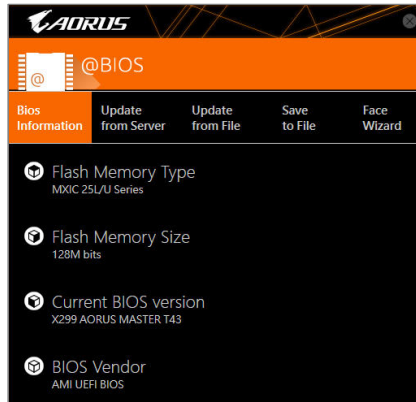 AORUS
@
@BIOS
Bios Information
Update from Server
Update from File
Save to File
Face Wizard
Flash Memory Type
MXIC 25L/U Series
Flash Memory Size
128M bits
Current BIOS version
X299 AORUS MASTER T43
BIOS Vendor
AMI UEFI BIOS